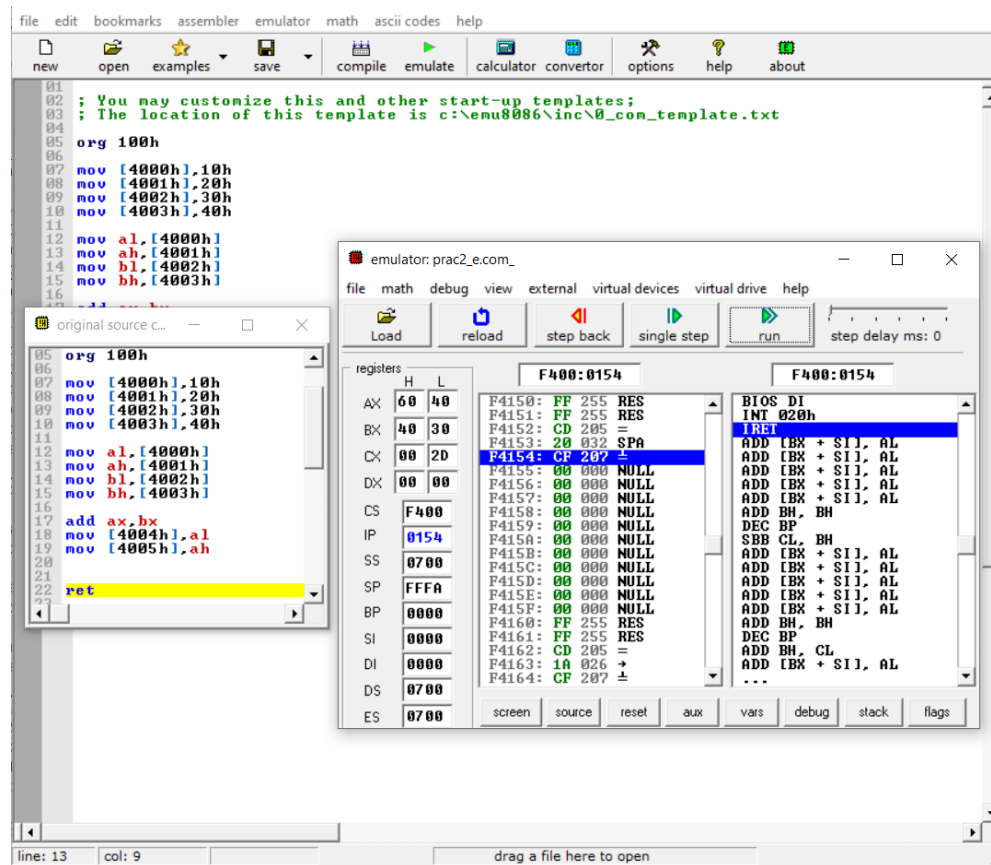 file edit bookmarks assembler emulator math ascii codes help
new open examples save compile emulate calculator convertor options help about
01
02 ; You may customize this and other start-up templates;
03 ; The location of this template is c:\emu8086\inc\0_com_template.txt
04
05 org 100h
06
07 mov [4000h],10h
08 mov [4001h],20h
09 mov [4002h],30h
10 mov [4003h],40h
11
12 mov al,[4000h]
13 mov ah,[4001h]
14 mov bl,[4002h]
15 mov bh,[4003h]
16
original source c...
05 org 100h
06
07 mov [4000h],10h
08 mov [4001h],20h
09 mov [4002h],30h
10 mov [4003h],40h
11
12 mov al,[4000h]
13 mov ah,[4001h]
14 mov bl,[4002h]
15 mov bh,[4003h]
16
17 add ax,bx
18 mov [4004h],al
19 mov [4005h],ah
20
21
22 ret
emulator: prac2_e.com_
file math debug view external virtual devices virtual drive help
Load reload step back single step run step delay ms: 0
registers
H L
AX 60 40
BX 40 30
CX 00 2D
DX 00 00
CS F400
IP 0154
SS 0700
SP FFFA
BP 0000
SI 0000
DI 0000
DS 0700
ES 0700
F400:0154
F4150: FF 255 RES
F4151: FF 255 RES
F4152: CD 205 =
F4153: 20 032 SPA
F4154: CF 207 ╧
F4155: 00 000 NULL
F4156: 00 000 NULL
F4157: 00 000 NULL
F4158: 00 000 NULL
F4159: 00 000 NULL
F415A: 00 000 NULL
F415B: 00 000 NULL
F415C: 00 000 NULL
F415D: 00 000 NULL
F415E: 00 000 NULL
F415F: 00 000 NULL
F4160: FF 255 RES
F4161: FF 255 RES
F4162: CD 205 =
F4163: 1A 026 →
F4164: CF 207 ╧
F400:0154
BIOS DI
INT 020h
IRET
ADD [BX + SI], AL
ADD [BX + SI], AL
ADD [BX + SI], AL
ADD [BX + SI], AL
ADD BH, BH
DEC BP
SBB CL, BH
ADD [BX + SI], AL
ADD [BX + SI], AL
ADD [BX + SI], AL
ADD [BX + SI], AL
ADD [BX + SI], AL
ADD BH, BH
DEC BP
ADD BH, CL
ADD [BX + SI], AL
...
screen source reset aux vars debug stack flags
line: 13 col: 9 drag a file here to open